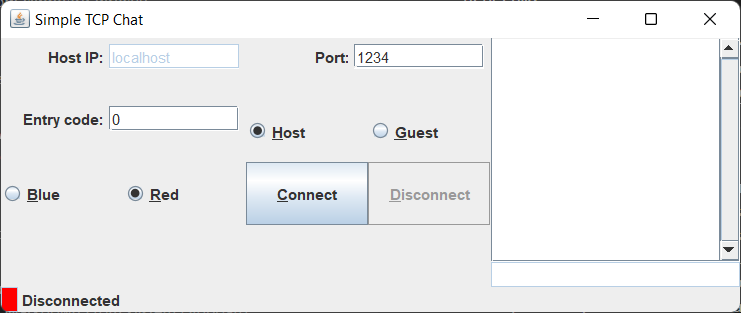 Simple TCP Chat
Host IP: localhost Port: 1234
Entry code: 0 Host Guest
Blue Red Connect Disconnect
Disconnected